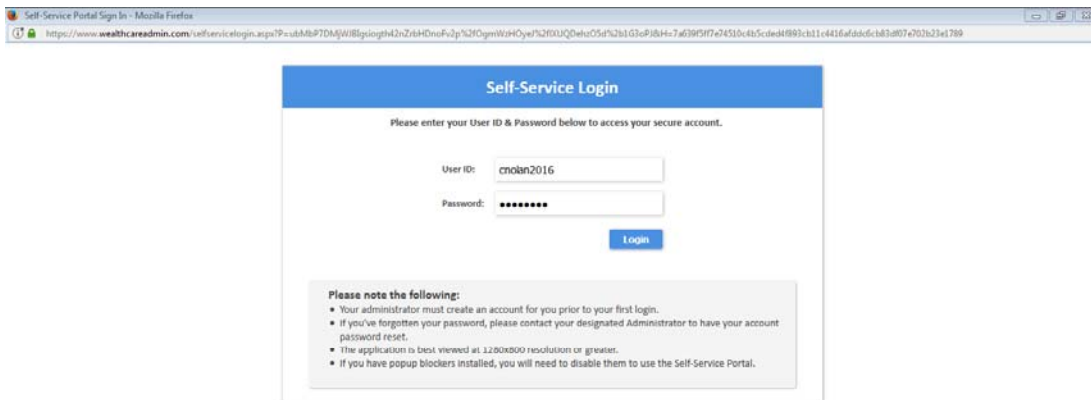 Self-Service Portal Sign In - Mozilla Firefox
https://www.wealthcareadmin.com/selfservicelogin.aspx?P=
Self-Service Login
Please enter your User ID & Password below to access your secure account.
User ID: cnolan2016
Password: ••••••••
Login
Please note the following:
• Your administrator must create an account for you prior to your first login.
• If you've forgotten your password, please contact your designated Administrator to have your account
password reset.
• The application is best viewed at 1280x800 resolution or greater.
• If you have popup blockers installed, you will need to disable them to use the Self-Service Portal.